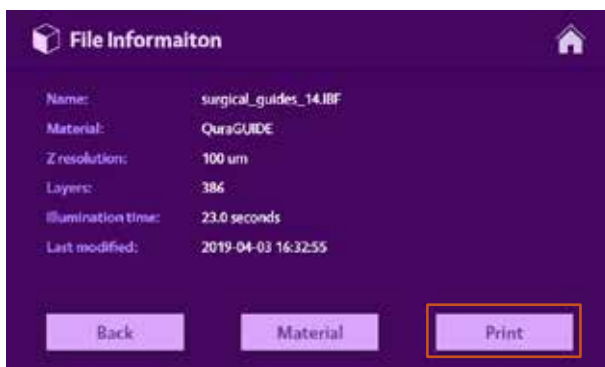 File Informaiton
Name: surgical_guides_14.IBF
Material: QuraGUIDE
Z resolution: 100 um
Layers: 386
Illumination time: 23.0 seconds
Last modified: 2019-04-03 16:32:55
Back Material Print